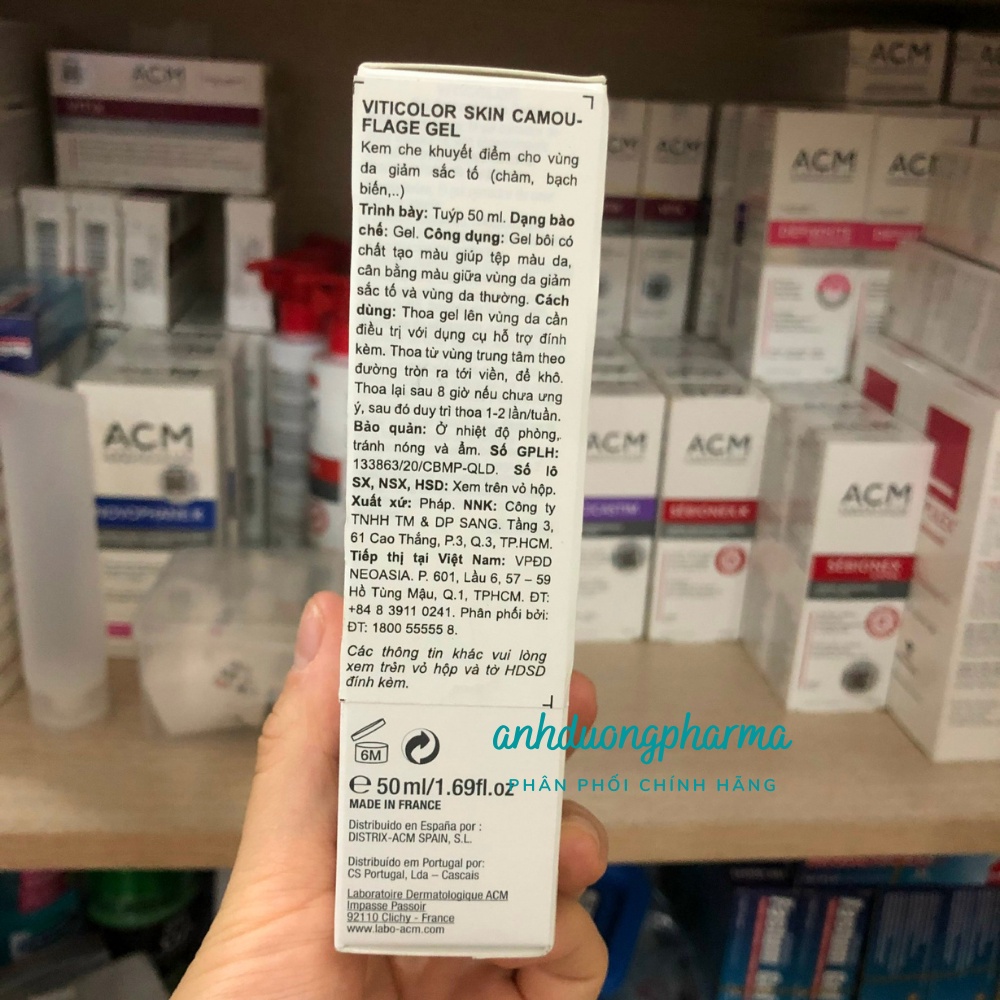 VITICOLOR SKIN CAMOU-
FLAGE GEL
Kem che khuyết điểm cho vùng
da giảm sắc tố (chàm, bạch
biến,..)
Trình bày: Tuýp 50 ml. Dạng bào
chế: Gel. Công dụng: Gel bôi có
chất tạo màu giúp tệp màu da,
cân bằng màu giữa vùng da giảm
sắc tố và vùng da thường. Cách
dùng: Thoa gel lên vùng da cần
điều trị với dụng cụ hỗ trợ đính
kèm. Thoa từ vùng trung tâm theo
đường tròn ra tới viền, để khô.
Thoa lại sau 8 giờ nếu chưa ưng
ý, sau đó duy trì thoa 1-2 lần/tuần.
Bảo quản: Ở nhiệt độ phòng,
tránh nóng và ẩm. Số GPLH:
133863/20/CBMP-QLD. Số lô
SX, NSX, HSD: Xem trên vỏ hộp.
Xuất xứ: Pháp. NNK: Công ty
TNHH TM & DP SANG. Tầng 3,
61 Cao Thắng, P.3, Q.3, TP.HCM.
Tiếp thị tại Việt Nam: VPĐD
NEOASIA. P. 601, Lầu 6, 57 – 59
Hồ Tùng Mậu, Q.1, TPHCM. ĐT:
+84 8 3911 0241. Phân phối bởi:
ĐT: 1800 55555 8.
Các thông tin khác vui lòng
xem trên vỏ hộp và tờ HDSD
đính kèm.
6M
℮ 50 ml/1.69fl.oz
MADE IN FRANCE
Distribuido en España por :
DISTRIX-ACM SPAIN, S.L.
Distribuído em Portugal por:
CS Portugal, Lda – Cascais
Laboratoire Dermatologique ACM
Impasse Passoir
92110 Clichy - France
www.labo-acm.com
anhduongpharma
PHÂN PHỐI CHÍNH HÃNG
ACM
ACM
NOVOPHANE.K
ACM
ACM
ACM
SÉBIONEX.K
ACM
SÉBIONEX
ACM
DEPIWHITE
ACM